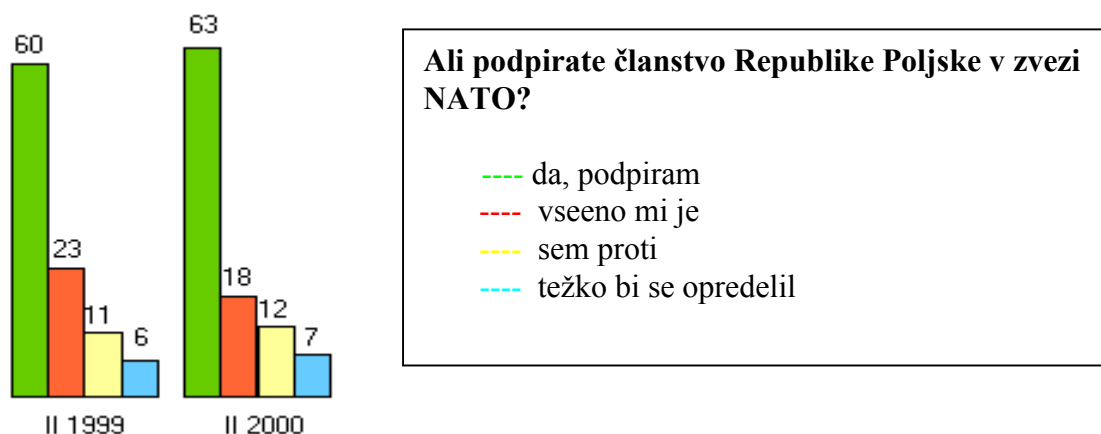 60
23
11
6
II 1999
63
18
12
7
II 2000
Ali podpirate članstvo Republike Poljske v zvezi
NATO?
---- da, podpiram
---- vseeno mi je
---- sem proti
---- težko bi se opredelil